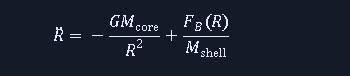 R̈ = − GM_core / R² + F_B(R) / M_shell